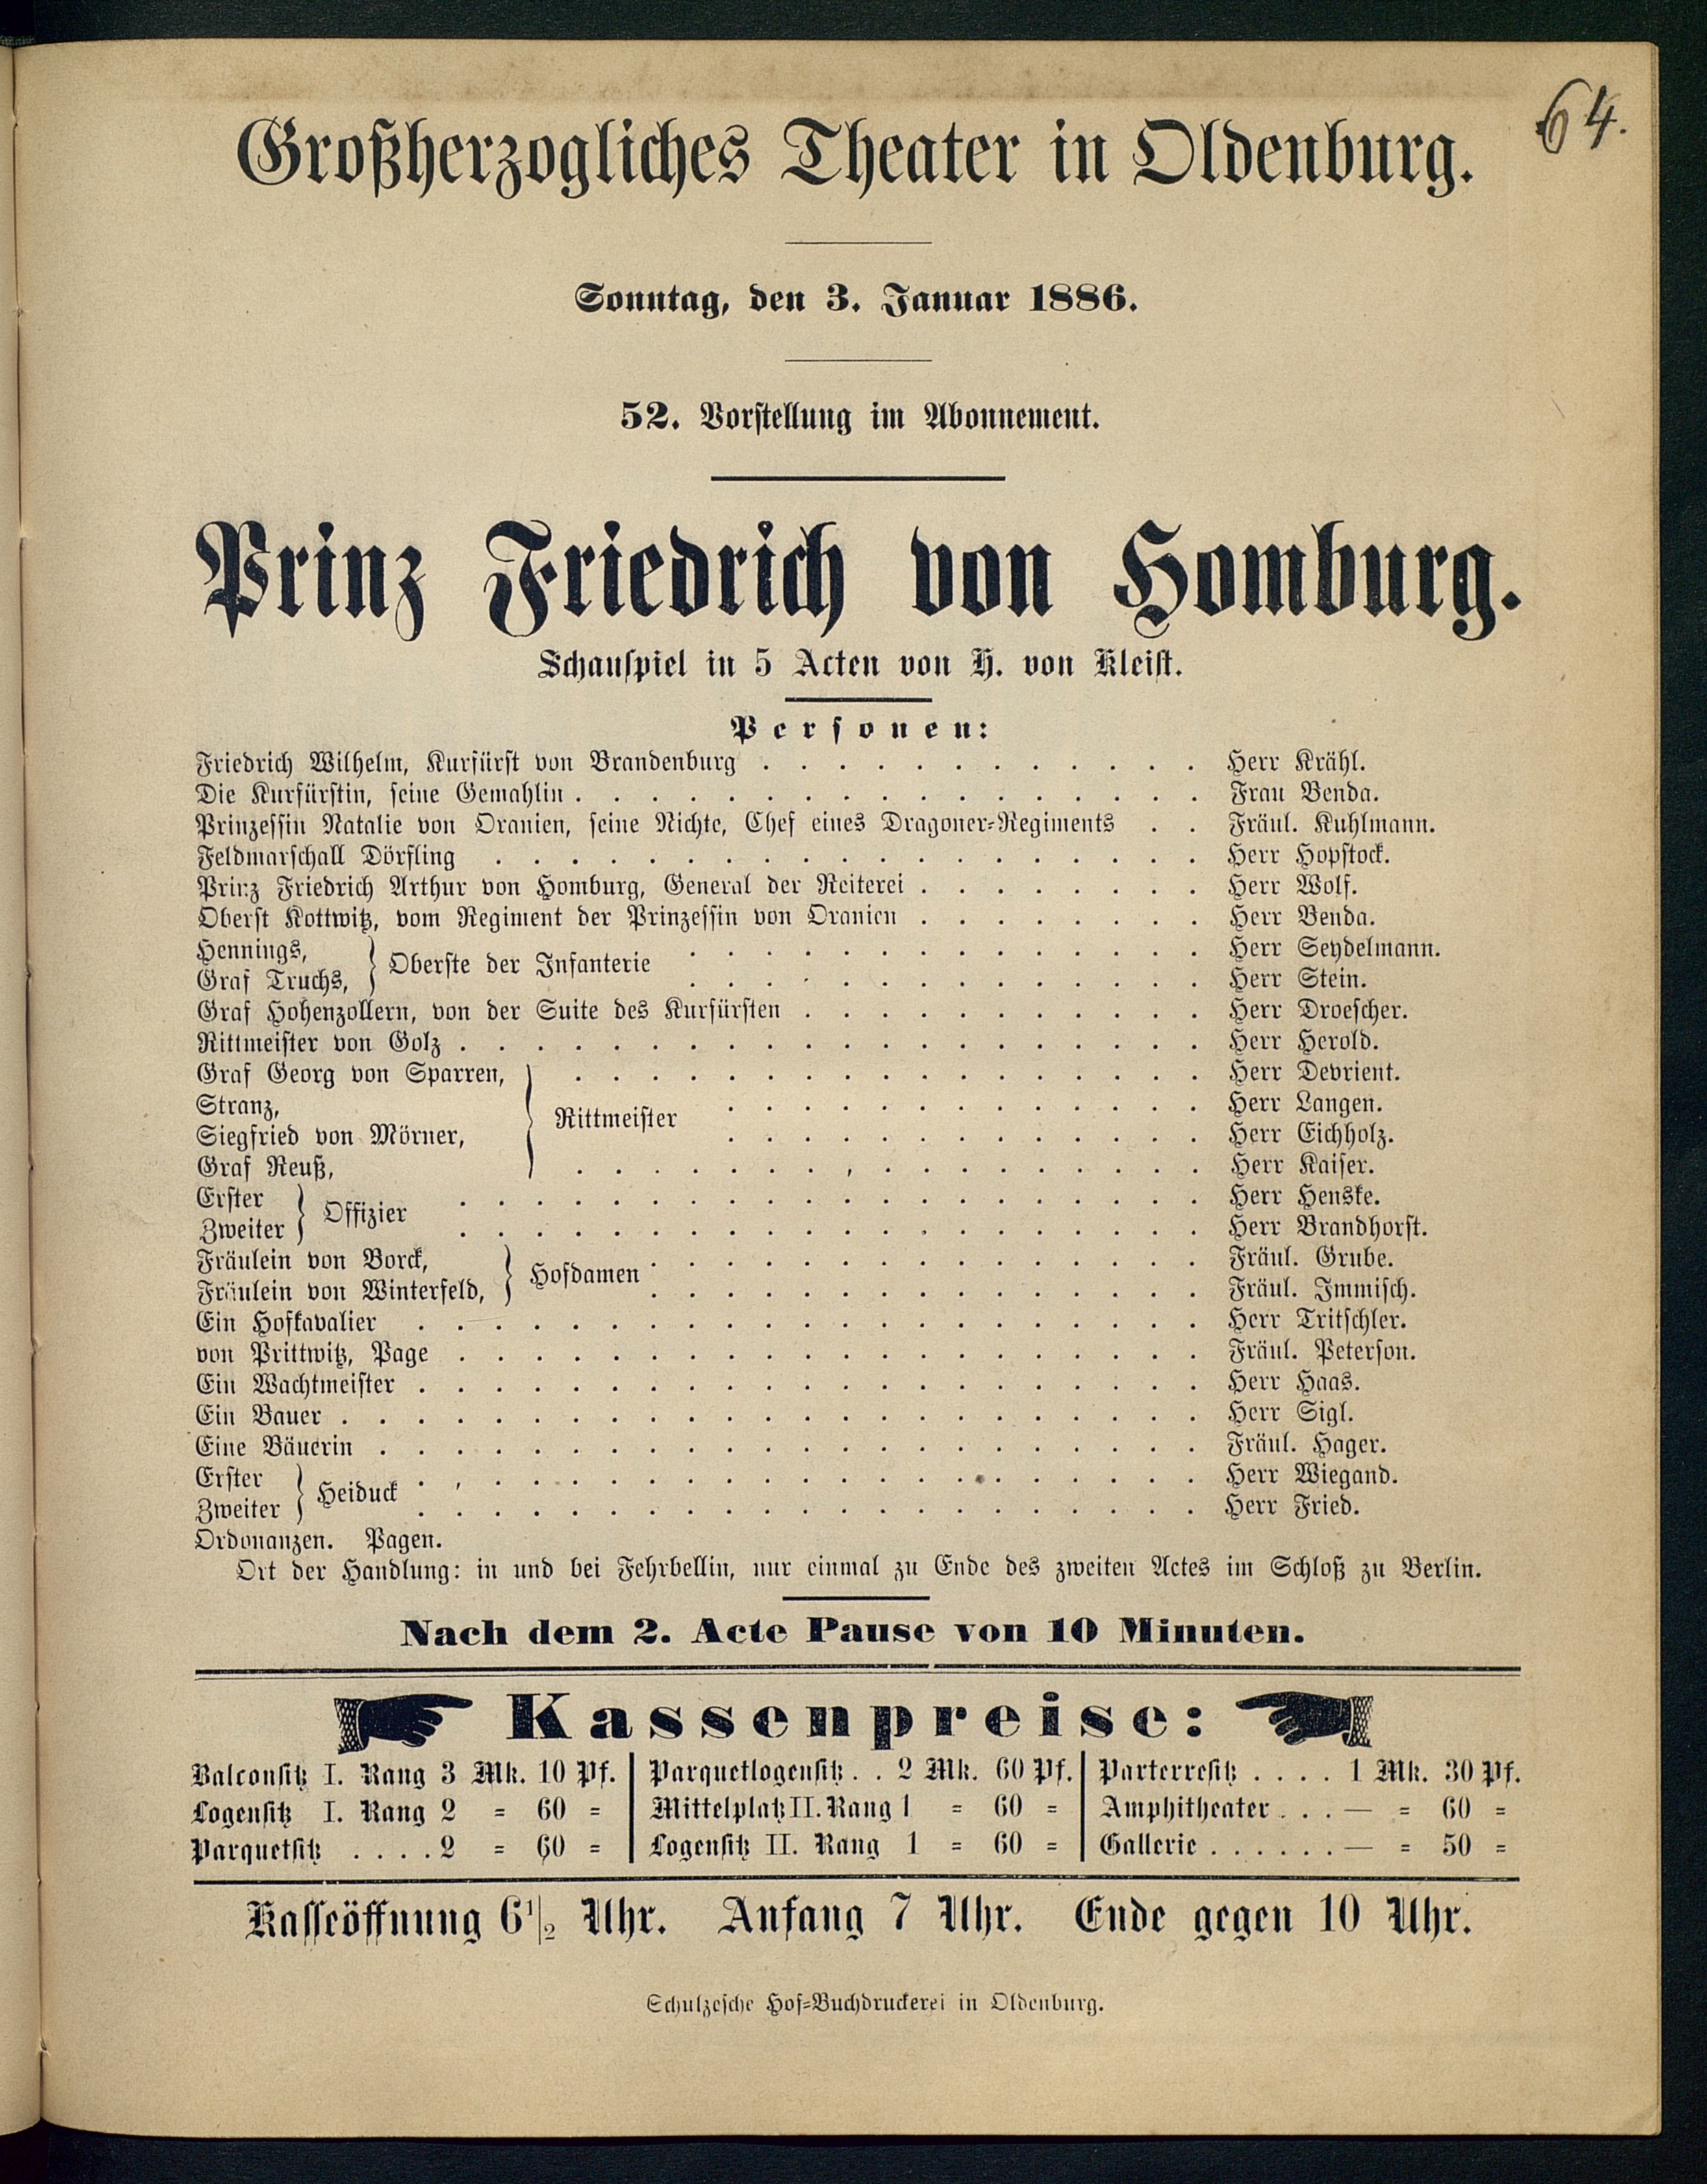 64.
Großherzogliches Theater in Oldenburg.
Sonntag, den 3. Januar 1886.
52. Vorstellung im Abonnement.
Prinz Friedrich von Homburg.
Schauspiel in 5 Acten von H. von Kleist.
Personen:
Friedrich Wilhelm, Kurfürst von Brandenburg . . . . . . . . . . . . Herr Krähl.
Die Kurfürstin, seine Gemahlin . . . . . . . . . . . . . . . . . Frau Benda.
Prinzessin Natalie von Oranien, seine Nichte, Chef eines Dragoner-Regiments . . Fräul. Kuhlmann.
Feldmarschall Dörfling . . . . . . . . . . . . . . . . . . . Herr Hopstock.
Prinz Friedrich Arthur von Homburg, General der Reiterei . . . . . . . . Herr Wolf.
Oberst Kottwitz, vom Regiment der Prinzessin von Oranien . . . . . . . . Herr Benda.
Hennings, } Oberste der Infanterie . . . . . . . . . . . . . . Herr Seydelmann.
Graf Truchs, . . . . . . . . . . . . . . Herr Stein.
Graf Hohenzollern, von der Suite des Kurfürsten . . . . . . . . . . . Herr Droescher.
Rittmeister von Golz . . . . . . . . . . . . . . . . . . . . Herr Herold.
Graf Georg von Sparren, . . . . . . . . . . . . . . . . . Herr Devrient.
Stranz, } Rittmeister . . . . . . . . . . . . . Herr Langen.
Siegfried von Mörner, . . . . . . . . . . . . . Herr Eichholz.
Graf Reuß, . . . . . . . . . . . . . . . . . Herr Kaiser.
Erster } Offizier . . . . . . . . . . . . . . . . . . . . Herr Henske.
Zweiter . . . . . . . . . . . . . . . . . . . . Herr Brandhorst.
Fräulein von Borck, } Hofdamen . . . . . . . . . . . . . . . Fräul. Grube.
Fräulein von Winterfeld, . . . . . . . . . . . . . . . Fräul. Immisch.
Ein Hofkavalier . . . . . . . . . . . . . . . . . . . . . Herr Tritschler.
von Prittwitz, Page . . . . . . . . . . . . . . . . . . . . Fräul. Peterson.
Ein Wachtmeister . . . . . . . . . . . . . . . . . . . . . Herr Haas.
Ein Bauer . . . . . . . . . . . . . . . . . . . . . . . Herr Sigl.
Eine Bäuerin . . . . . . . . . . . . . . . . . . . . . . Fräul. Hager.
Erster } Heiduck . . . . . . . . . . . . . . . . . . . . . Herr Wiegand.
Zweiter . . . . . . . . . . . . . . . . . . . . . Herr Fried.
Ordonanzen. Pagen.
Ort der Handlung: in und bei Fehrbellin, nur einmal zu Ende des zweiten Actes im Schloß zu Berlin.
Nach dem 2. Acte Pause von 10 Minuten.
Kassenpreise:
Balconsitz I. Rang 3 Mk. 10 Pf. | Parquetlogensitz . . 2 Mk. 60 Pf. | Parterresitz . . . . 1 Mk. 30 Pf.
Logensitz I. Rang 2 = 60 = | Mittelplatz II. Rang 1 = 60 = | Amphitheater . . . — = 60 =
Parquetsitz . . . . 2 = 60 = | Logensitz II. Rang 1 = 60 = | Gallerie . . . . . . — = 50 =
Kasseöffnung 6 1/2 Uhr. Anfang 7 Uhr. Ende gegen 10 Uhr.
Schulzesche Hof-Buchdruckerei in Oldenburg.